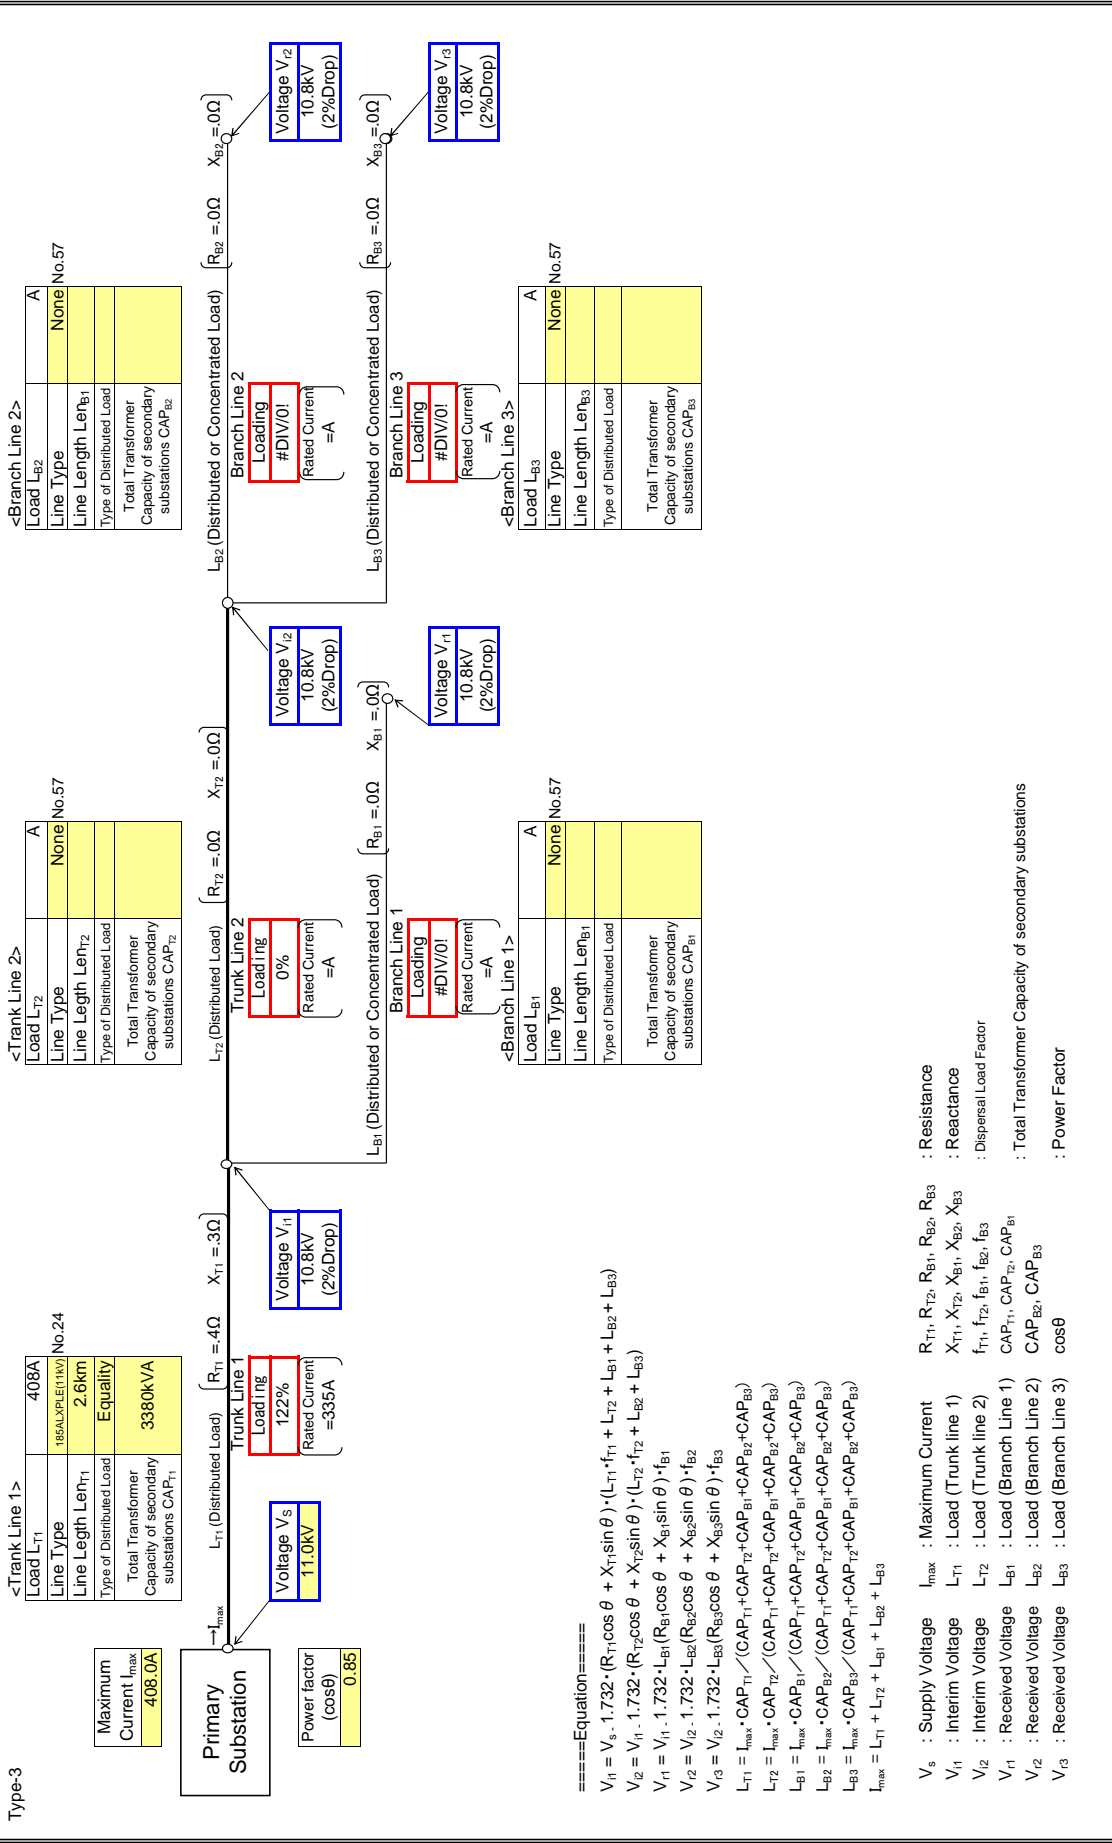 Type-3
Maximum
Current Imax
408.0A
Primary
Substation
→Imax
Power factor
(cosθ)
0.85
Voltage VS
11.0kV
<Trank Line 1>
Load LT1 408A
Line Type 185ALXPLE(11kV) No.24
Line Legth LenT1 2.6km
Type of Distributed Load Equality
Total Transformer
Capacity of secondary
substations CAPT1
3380kVA
LT1 (Distributed Load) RT1 =.4Ω XT1 =.3Ω
Trunk Line 1
Loading
122%
Rated Current
=335A
Voltage Vi1
10.8kV
(2%Drop)
<Trank Line 2>
Load LT2 A
Line Type None No.57
Line Length LenT2
Type of Distributed Load
Total Transformer
Capacity of secondary
substations CAPT2
LT2 (Distributed Load) RT2 =.0Ω XT2 =.0Ω
Trunk Line 2
Loading
0%
Rated Current
=A
Voltage Vi2
10.8kV
(2%Drop)
LB1 (Distributed or Concentrated Load) RB1 =.0Ω XB1 =.0Ω
Branch Line 1
Loading
#DIV/0!
Rated Current
=A
Voltage Vr1
10.8kV
(2%Drop)
<Branch Line 1>
Load LB1 A
Line Type None No.57
Line Length LenB1
Type of Distributed Load
Total Transformer
Capacity of secondary
substations CAPB1
<Branch Line 2>
Load LB2 A
Line Type None No.57
Line Length LenB1
Type of Distributed Load
Total Transformer
Capacity of secondary
substations CAPB2
LB2 (Distributed or Concentrated Load) RB2 =.0Ω XB2 =.0Ω
Branch Line 2
Loading
#DIV/0!
Rated Current
=A
Voltage Vr2
10.8kV
(2%Drop)
LB3 (Distributed or Concentrated Load) RB3 =.0Ω XB3 =.0Ω
Branch Line 3
Loading
#DIV/0!
Rated Current
=A
Voltage Vr3
10.8kV
(2%Drop)
<Branch Line 3>
Load LB3 A
Line Type None No.57
Line Length LenB3
Type of Distributed Load
Total Transformer
Capacity of secondary
substations CAPB3
=====Equation=====
Vi1 = Vs - 1.732・(RT1cos θ + XT1sin θ)・(LT1・fT1 + LT2 + LB1 + LB2 + LB3)
Vi2 = Vi1 - 1.732・(RT2cos θ + XT2sin θ)・(LT2・fT2 + LB2 + LB3)
Vr1 = Vi1 - 1.732・LB1(RB1cos θ + XB1sin θ)・fB1
Vr2 = Vi2 - 1.732・LB2(RB2cos θ + XB2sin θ)・fB2
Vr3 = Vi2 - 1.732・LB3(RB3cos θ + XB3sin θ)・fB3
LT1 = Imax・CAPT1／(CAPT1+CAPT2+CAPB1+CAPB2+CAPB3)
LT2 = Imax・CAPT2／(CAPT1+CAPT2+CAPB1+CAPB2+CAPB3)
LB1 = Imax・CAPB1／(CAPT1+CAPT2+CAPB1+CAPB2+CAPB3)
LB2 = Imax・CAPB2／(CAPT1+CAPT2+CAPB1+CAPB2+CAPB3)
LB3 = Imax・CAPB3／(CAPT1+CAPT2+CAPB1+CAPB2+CAPB3)
Imax = LT1 + LT2 + LB1 + LB2 + LB3
Vs : Supply Voltage Imax : Maximum Current RT1, RT2, RB1, RB2, RB3 : Resistance
Vi1 : Interim Voltage LT1 : Load (Trunk line 1) XT1, XT2, XB1, XB2, XB3 : Reactance
Vi2 : Interim Voltage LT2 : Load (Trunk line 2) fT1, fT2, fB1, fB2, fB3 : Dispersal Load Factor
Vr1 : Received Voltage LB1 : Load (Branch Line 1) CAPT1, CAPT2, CAPB1
Vr2 : Received Voltage LB2 : Load (Branch Line 2) CAPB2, CAPB3 : Total Transformer Capacity of secondary substations
Vr3 : Received Voltage LB3 : Load (Branch Line 3) cosθ : Power Factor